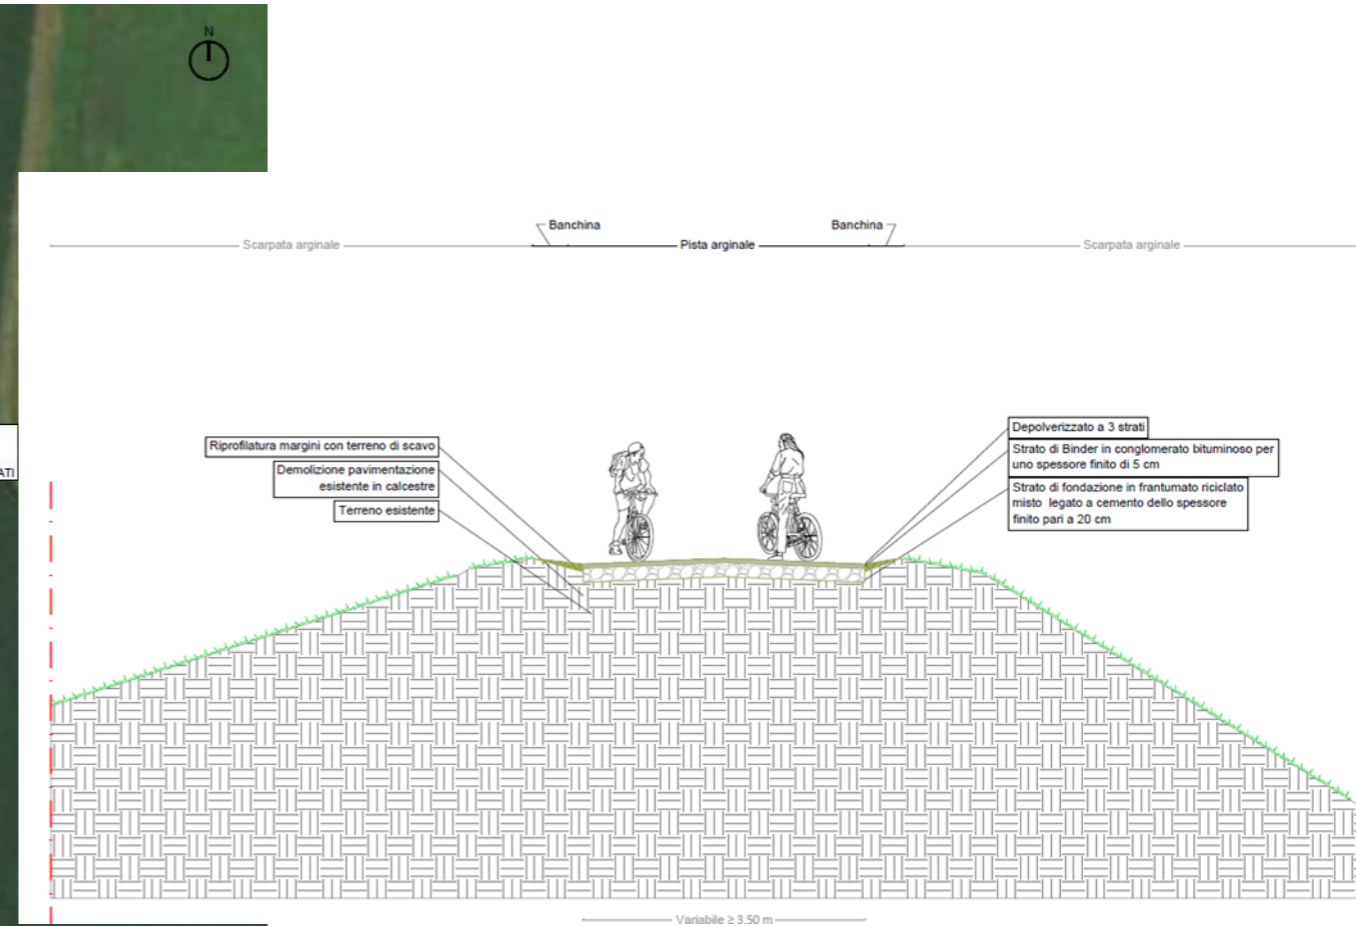 N
Banchina
Banchina
Scarpata arginale
Pista arginale
Scarpata arginale
Riprofilatura margini con terreno di scavo
Demolizione pavimentazione
esistente in calcestre
Terreno esistente
Depolverizzato a 3 strati
Strato di Binder in conglomerato bituminoso per
uno spessore finito di 5 cm
Strato di fondazione in frantumato riciclato
misto legato a cemento dello spessore
finito pari a 20 cm
ATI
Variabile ≥ 3.50 m